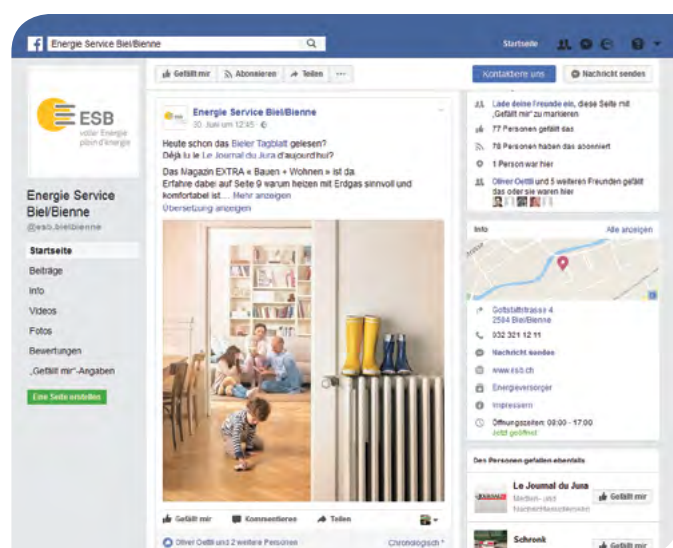 Energie Service Biel/Bienne
Startseite
ESB
voller Energie
plein d'énergie
Energie Service
Biel/Bienne
@esb.bielbienne
Startseite
Beiträge
Info
Videos
Fotos
Bewertungen
„Gefällt mir“-Angaben
Eine Seite erstellen
Gefällt mir
Abonnieren
Teilen
Kontaktiere uns
Nachricht senden
Energie Service Biel/Bienne
30. Juni um 12:45
Heute schon das Bieler Tagblatt gelesen?
Déjà lu le Le Journal du Jura d'aujourd'hui?
Das Magazin EXTRA « Bauen + Wohnen » ist da
Erfahre dabei auf Seite 9 warum heizen mit Erdgas sinnvoll und
komfortabel ist... Mehr anzeigen
Übersetzung anzeigen
Gefällt mir
Kommentieren
Teilen
Oliver Oettli und 2 weitere Personen
Chronologisch
Lade deine Freunde ein, diese Seite mit
„Gefällt mir“ zu markieren
77 Personen gefällt das
78 Personen haben das abonniert
1 Person war hier
Oliver Oettli und 5 weiteren Freunden gefällt
das oder sie waren hier
Info
Alle anzeigen
Gottstattstrasse 4
2504 Biel/Bienne
032 321 12 11
Nachricht senden
www.esb.ch
Energieversorger
Impressum
Öffnungszeiten: 08:00 - 17:00
Jetzt geöffnet
Den Personen gefallen ebenfalls
Le Journal du Jura
Medien- und
Gefällt mir
Schronk
Gefällt mir